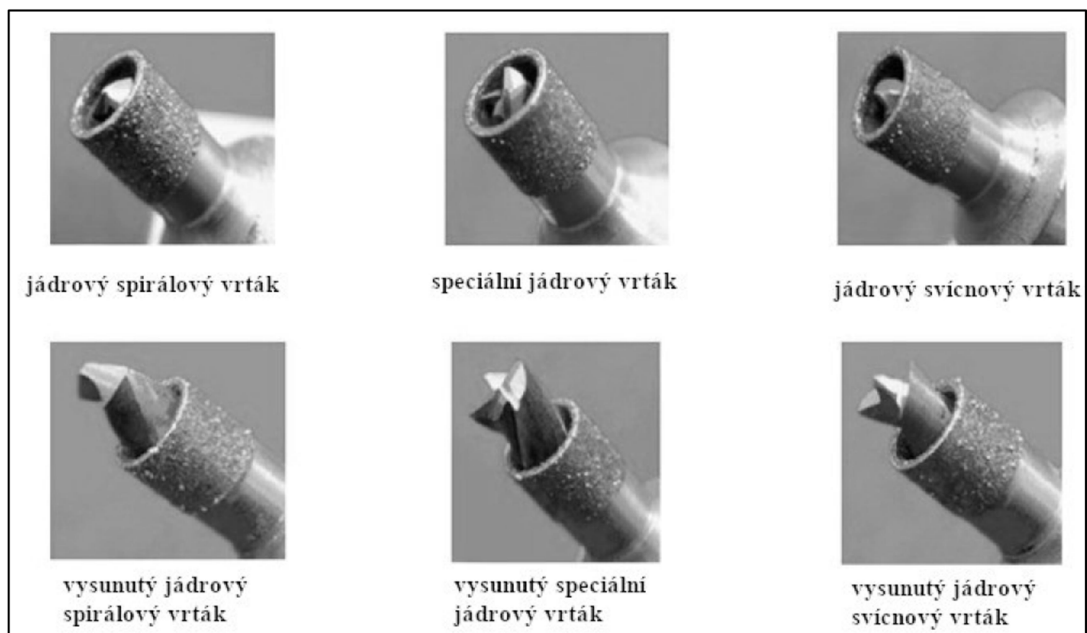 jádrový spirálový vrták
speciální jádrový vrták
jádrový svícnový vrták
vysunutý jádrový
spirálový vrták
vysunutý speciální
jádrový vrták
vysunutý jádrový
svícnový vrták